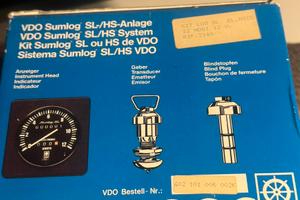 VDO Sumlog SL/HS-Anlage
VDO Sumlog SL/HS System
Kit Sumlog SL ou HS de VDO
Sistema Sumlog SL/HS VDO
Anzeiger
Instrument Head
Indicateur
Indicador
Geber
Transducer
Emetteur
Emisor
Blindstopfen
Blind Plug
Bouchon de fermeture
Tapón
VDO Bestell-Nr.: